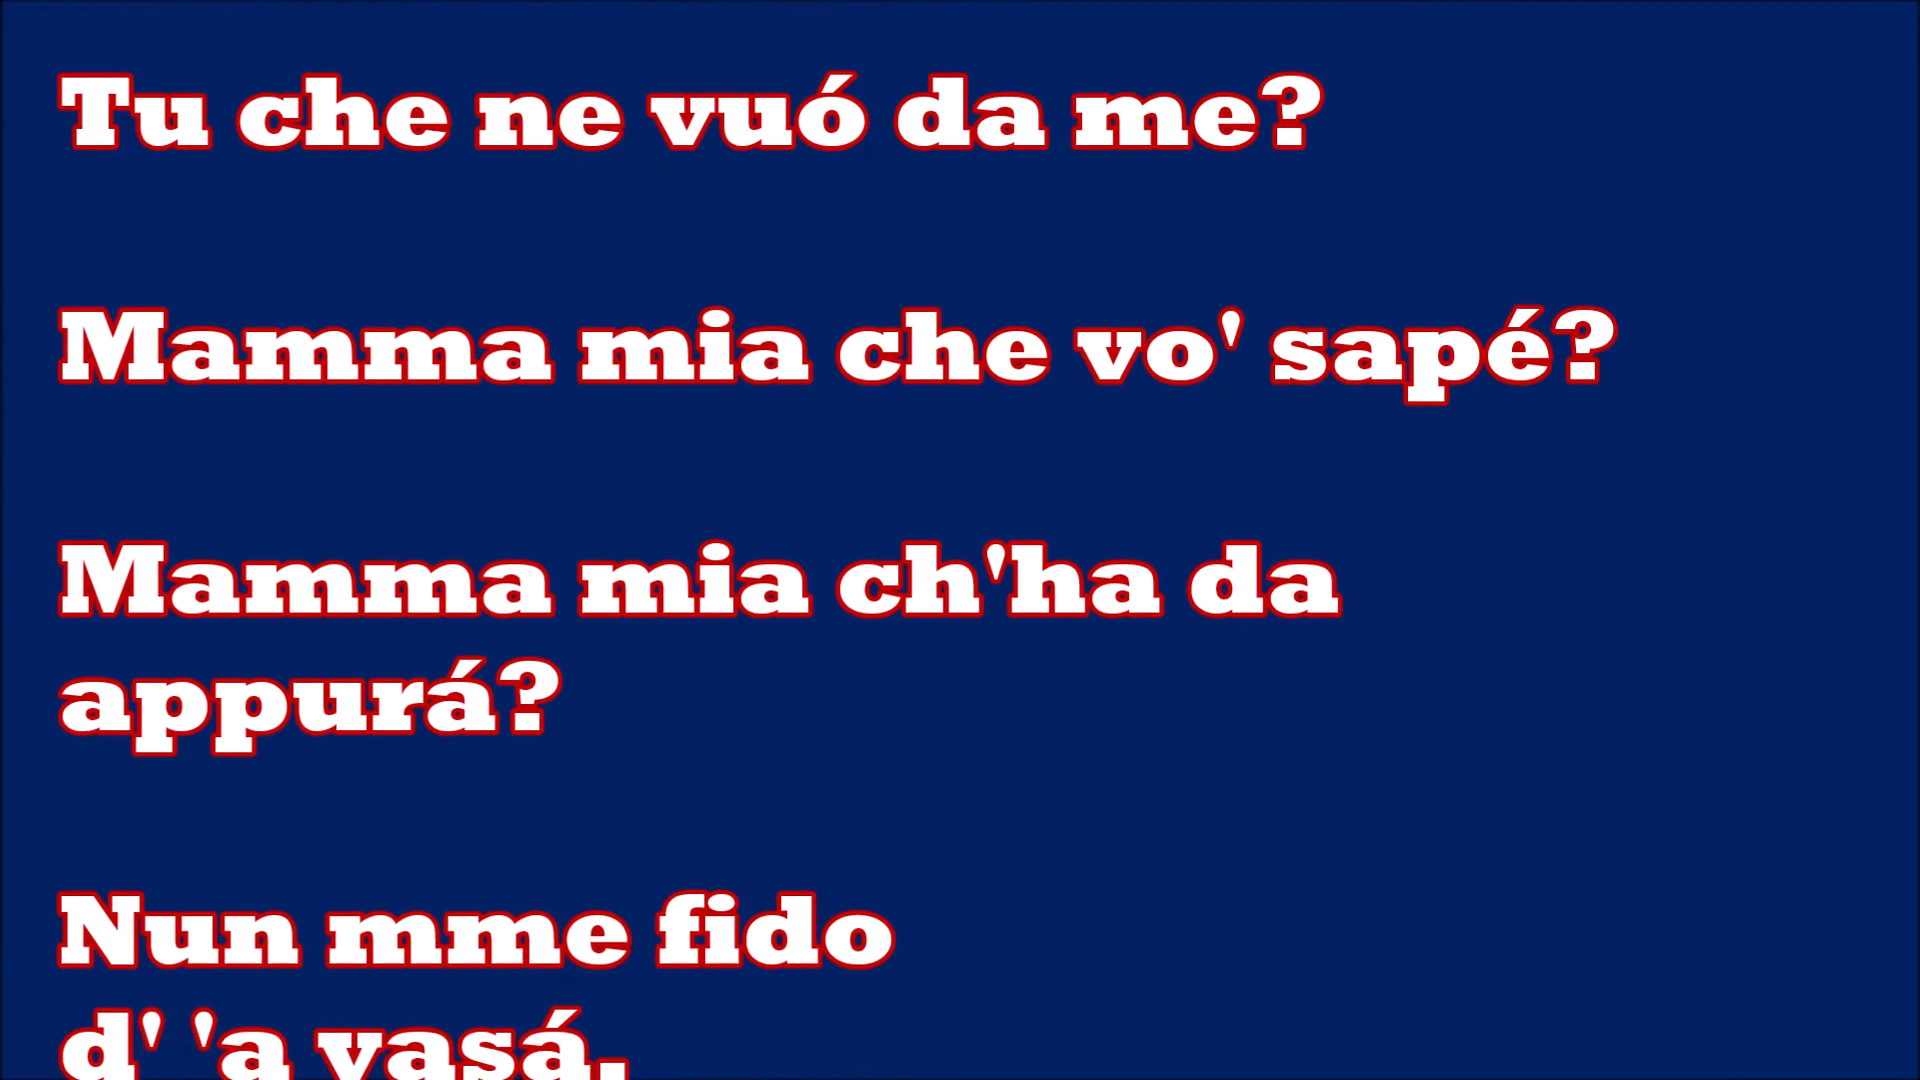 Tu che ne vuó da me?
Mamma mia che vo' sapé?
Mamma mia ch'ha da
appurá?
Nun mme fido
d' 'a vasá.